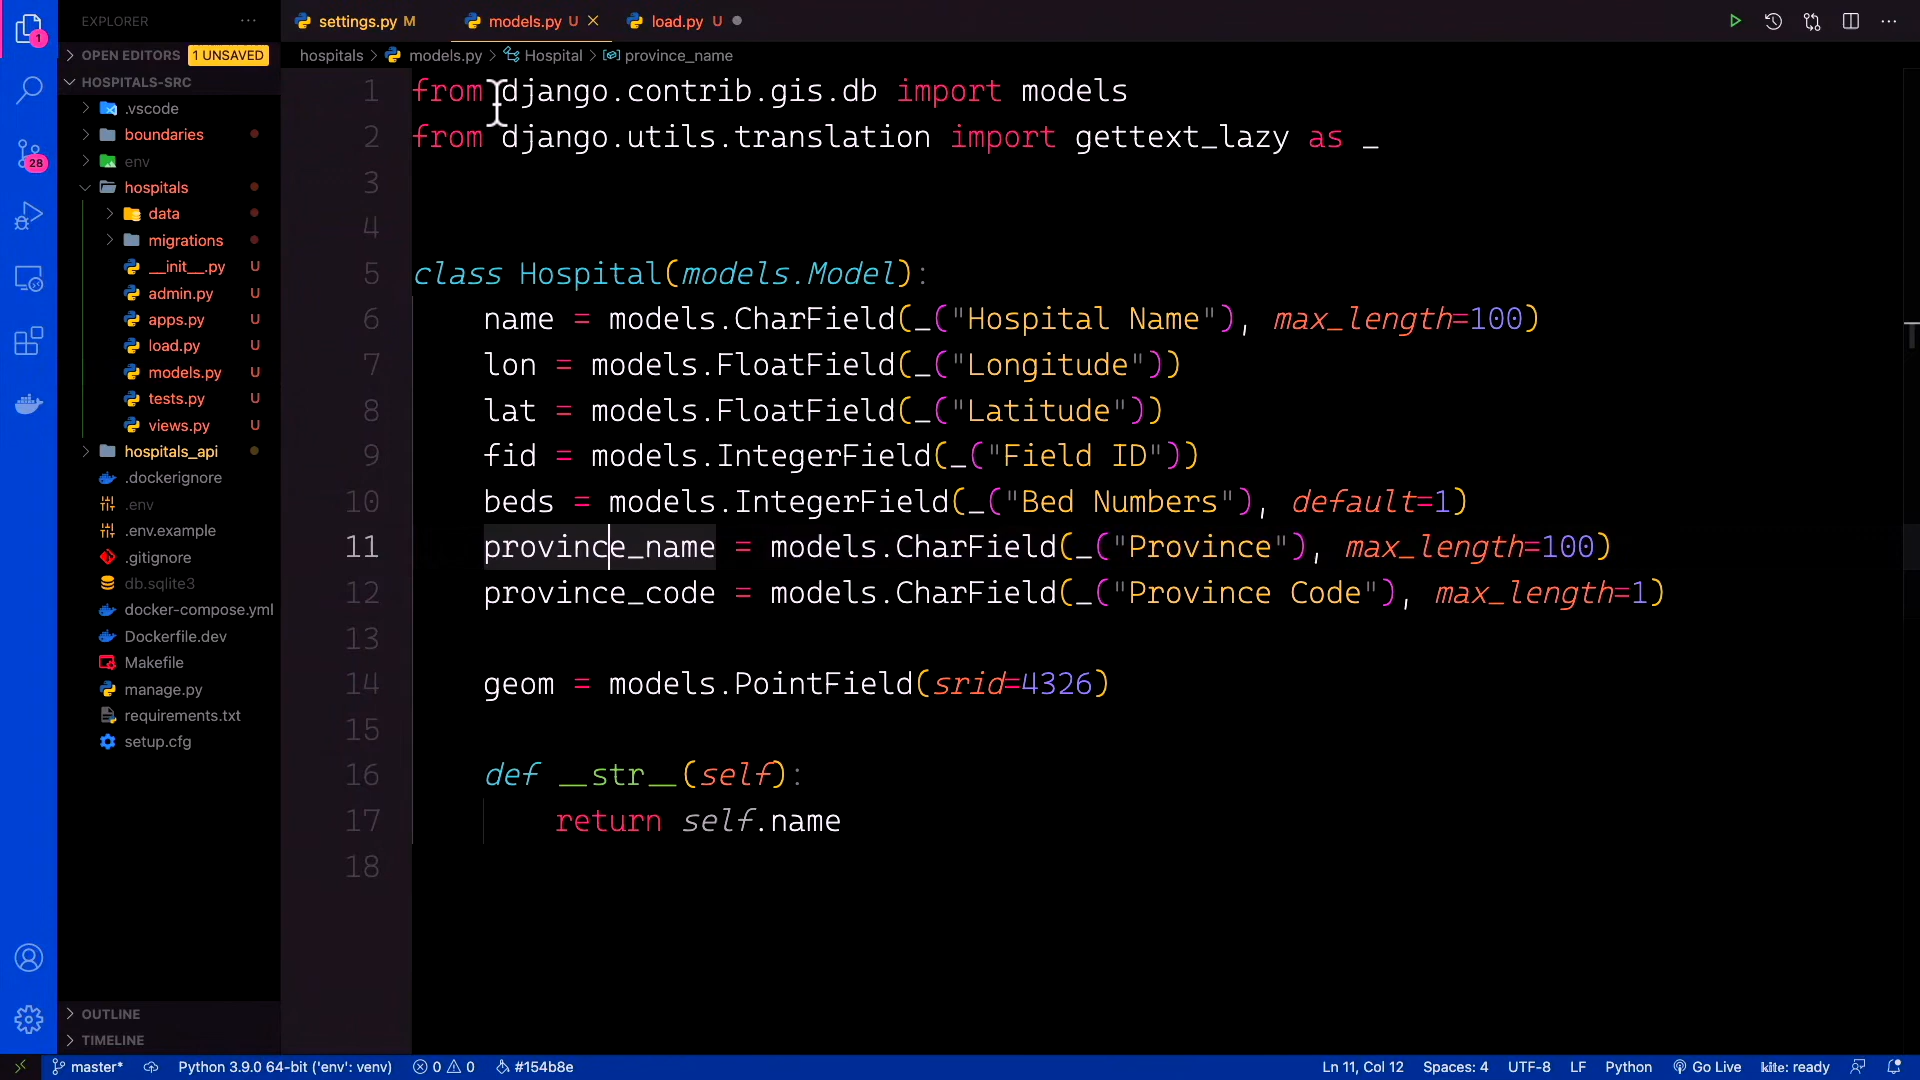 EXPLORER
settings.py M
models.py U
load.py U
OPEN EDITORS 1 UNSAVED
hospitals > models.py > Hospital > province_name
HOSPITALS-SRC
.vscode
boundaries
env
hospitals
data
migrations
__init__.py U
admin.py U
apps.py U
load.py U
models.py U
tests.py U
views.py U
hospitals_api
.dockerignore
.env
.env.example
.gitignore
db.sqlite3
docker-compose.yml
Dockerfile.dev
Makefile
manage.py
requirements.txt
setup.cfg
OUTLINE
TIMELINE
1
28
1 from django.contrib.gis.db import models
2 from django.utils.translation import gettext_lazy as _
3
4
5 class Hospital(models.Model):
6 name = models.CharField(_("Hospital Name"), max_length=100)
7 lon = models.FloatField(_("Longitude"))
8 lat = models.FloatField(_("Latitude"))
9 fid = models.IntegerField(_("Field ID"))
10 beds = models.IntegerField(_("Bed Numbers"), default=1)
11 province_name = models.CharField(_("Province"), max_length=100)
12 province_code = models.CharField(_("Province Code"), max_length=1)
13
14 geom = models.PointField(srid=4326)
15
16 def __str__(self):
17 return self.name
18
master* Python 3.9.0 64-bit ('env': venv) 0 0 #154b8e Ln 11, Col 12 Spaces: 4 UTF-8 LF Python Go Live kite: ready